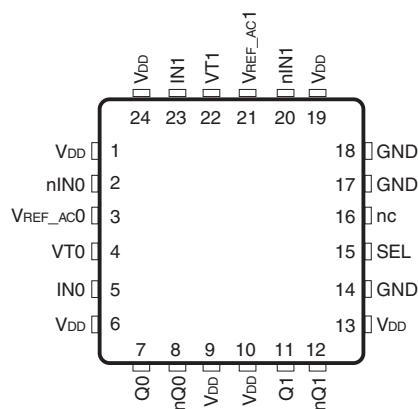 VDD IN1 VT1 VREF_AC1 nIN1 VDD
24 23 22 21 20 19
VDD 1 18 GND
nIN0 2 17 GND
VREF_AC0 3 16 nc
VT0 4 15 SEL
IN0 5 14 GND
VDD 6 13 VDD
7 8 9 10 11 12
Q0 nQ0 VDD VDD Q1 nQ1